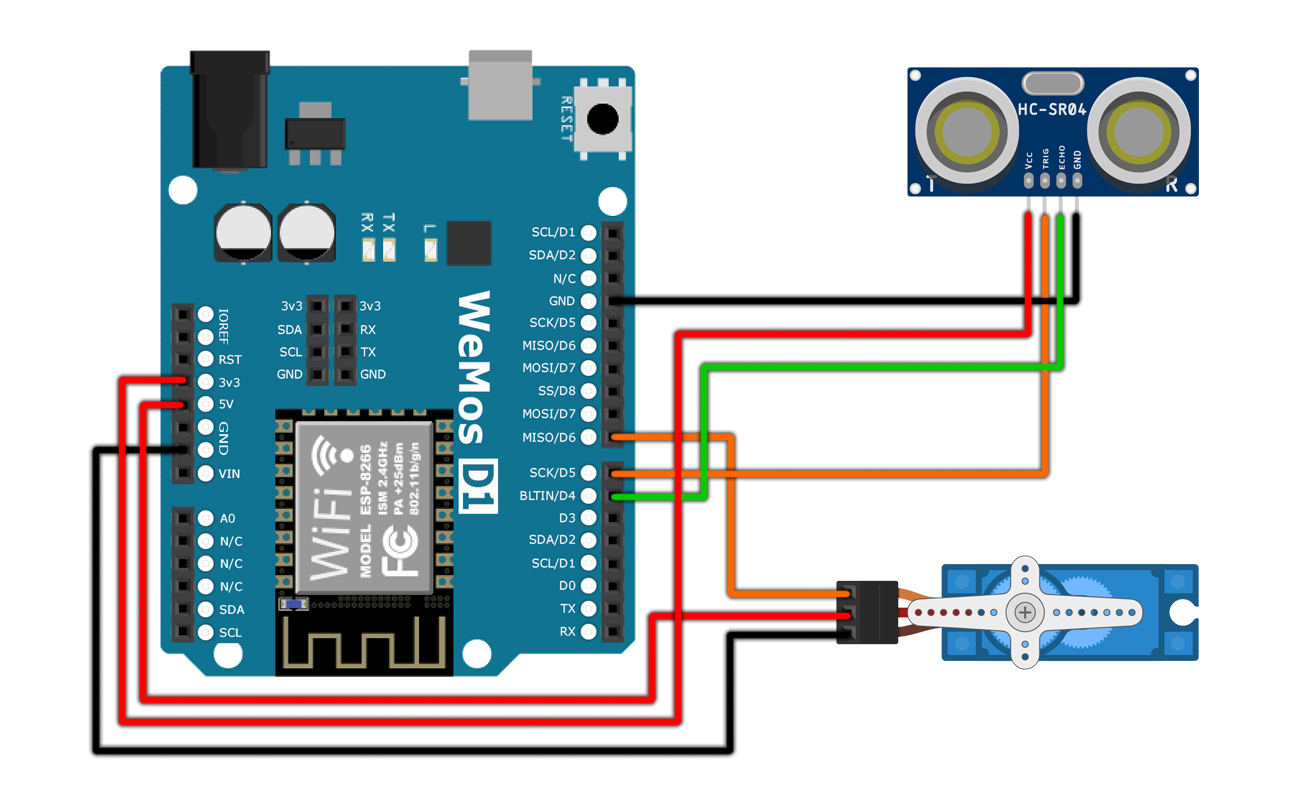 RESET
HC-SR04
Vcc
TRIG
ECHO
GND
T
R
RX
TX
L
SCL/D1
SDA/D2
N/C
GND
SCK/D5
MISO/D6
MOSI/D7
SS/D8
MOSI/D7
MISO/D6
SCK/D5
BLTIN/D4
D3
SDA/D2
SCL/D1
D0
TX
RX
3v3
SDA
SCL
GND
3v3
RX
TX
GND
IOREF
RST
3v3
5V
GND
VIN
A0
N/C
N/C
N/C
SDA
SCL
WeMos D1
WiFi
MODEL ESP-8266
ISM 2.4GHz
PA +25dBm
802.11b/g/n
FC